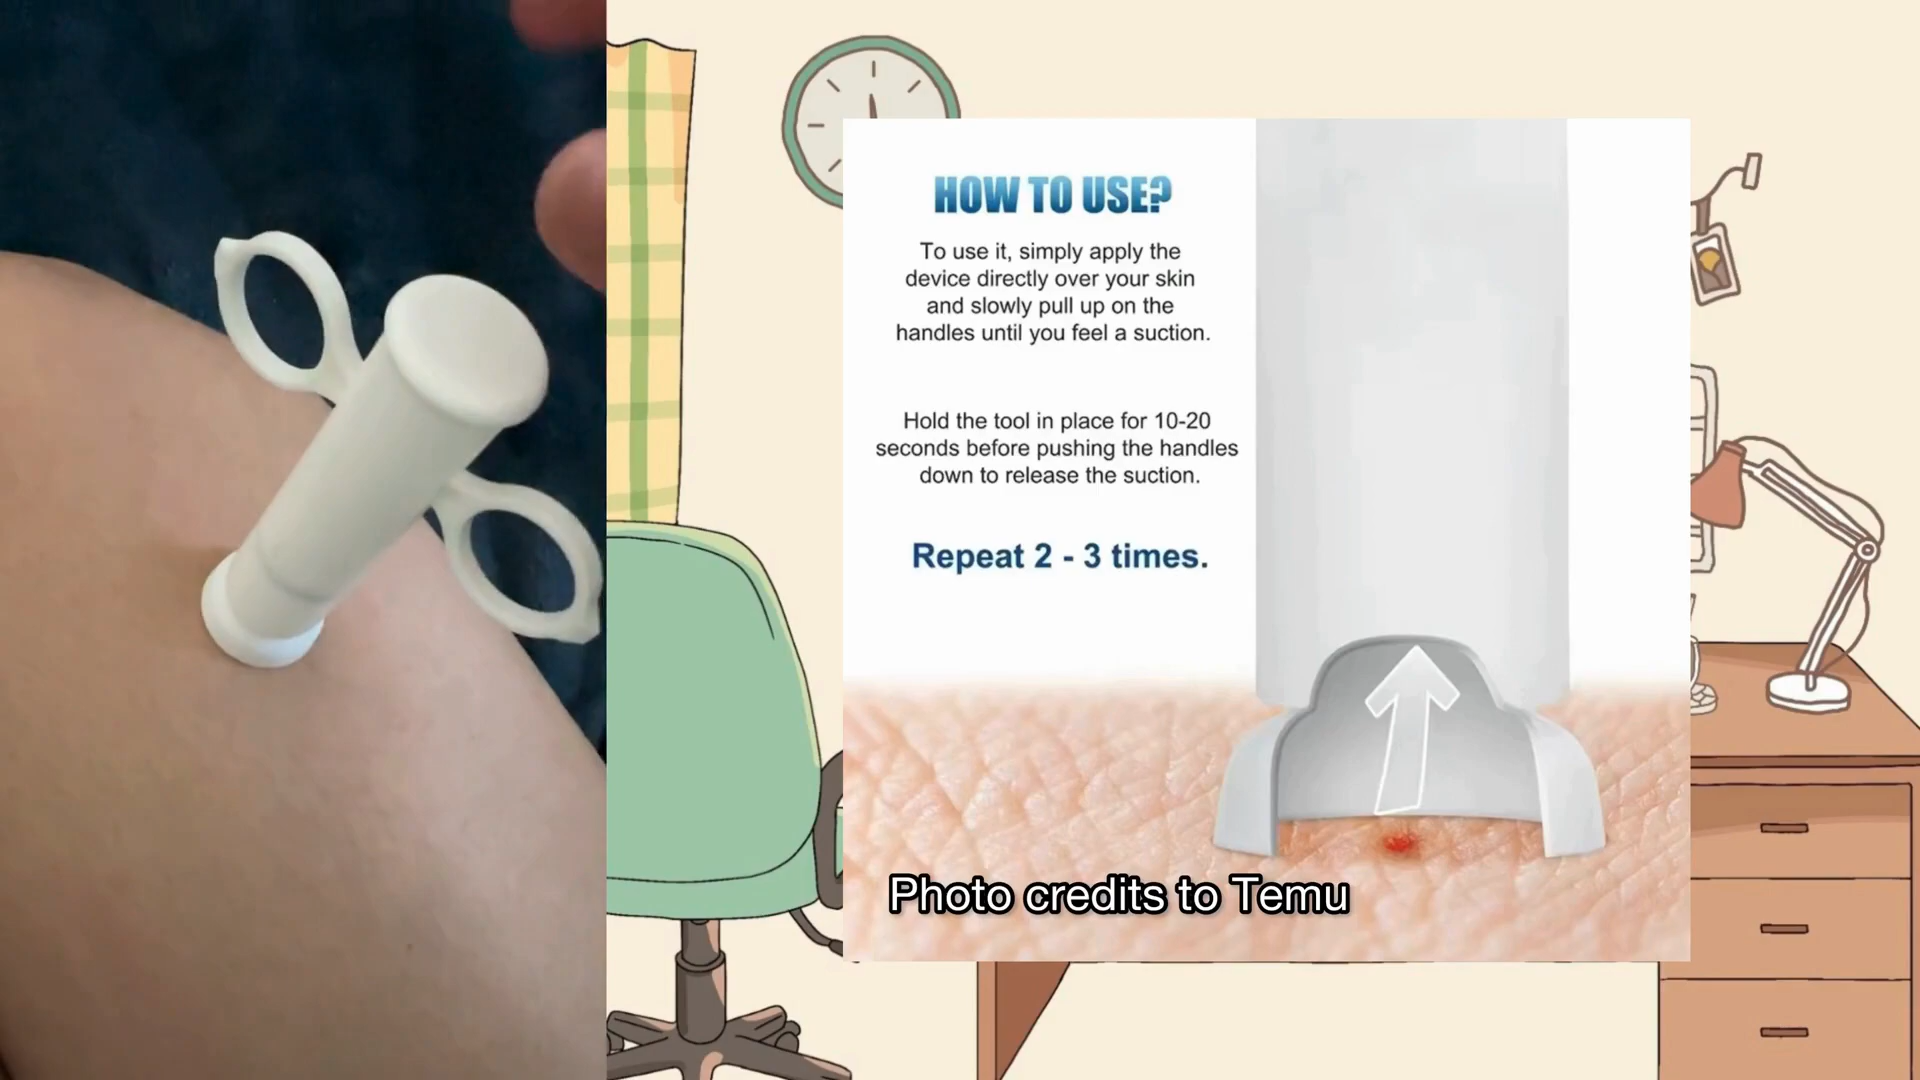 HOW TO USE?
To use it, simply apply the
device directly over your skin
and slowly pull up on the
handles until you feel a suction.
Hold the tool in place for 10-20
seconds before pushing the handles
down to release the suction.
Repeat 2 - 3 times.
Photo credits to Temu